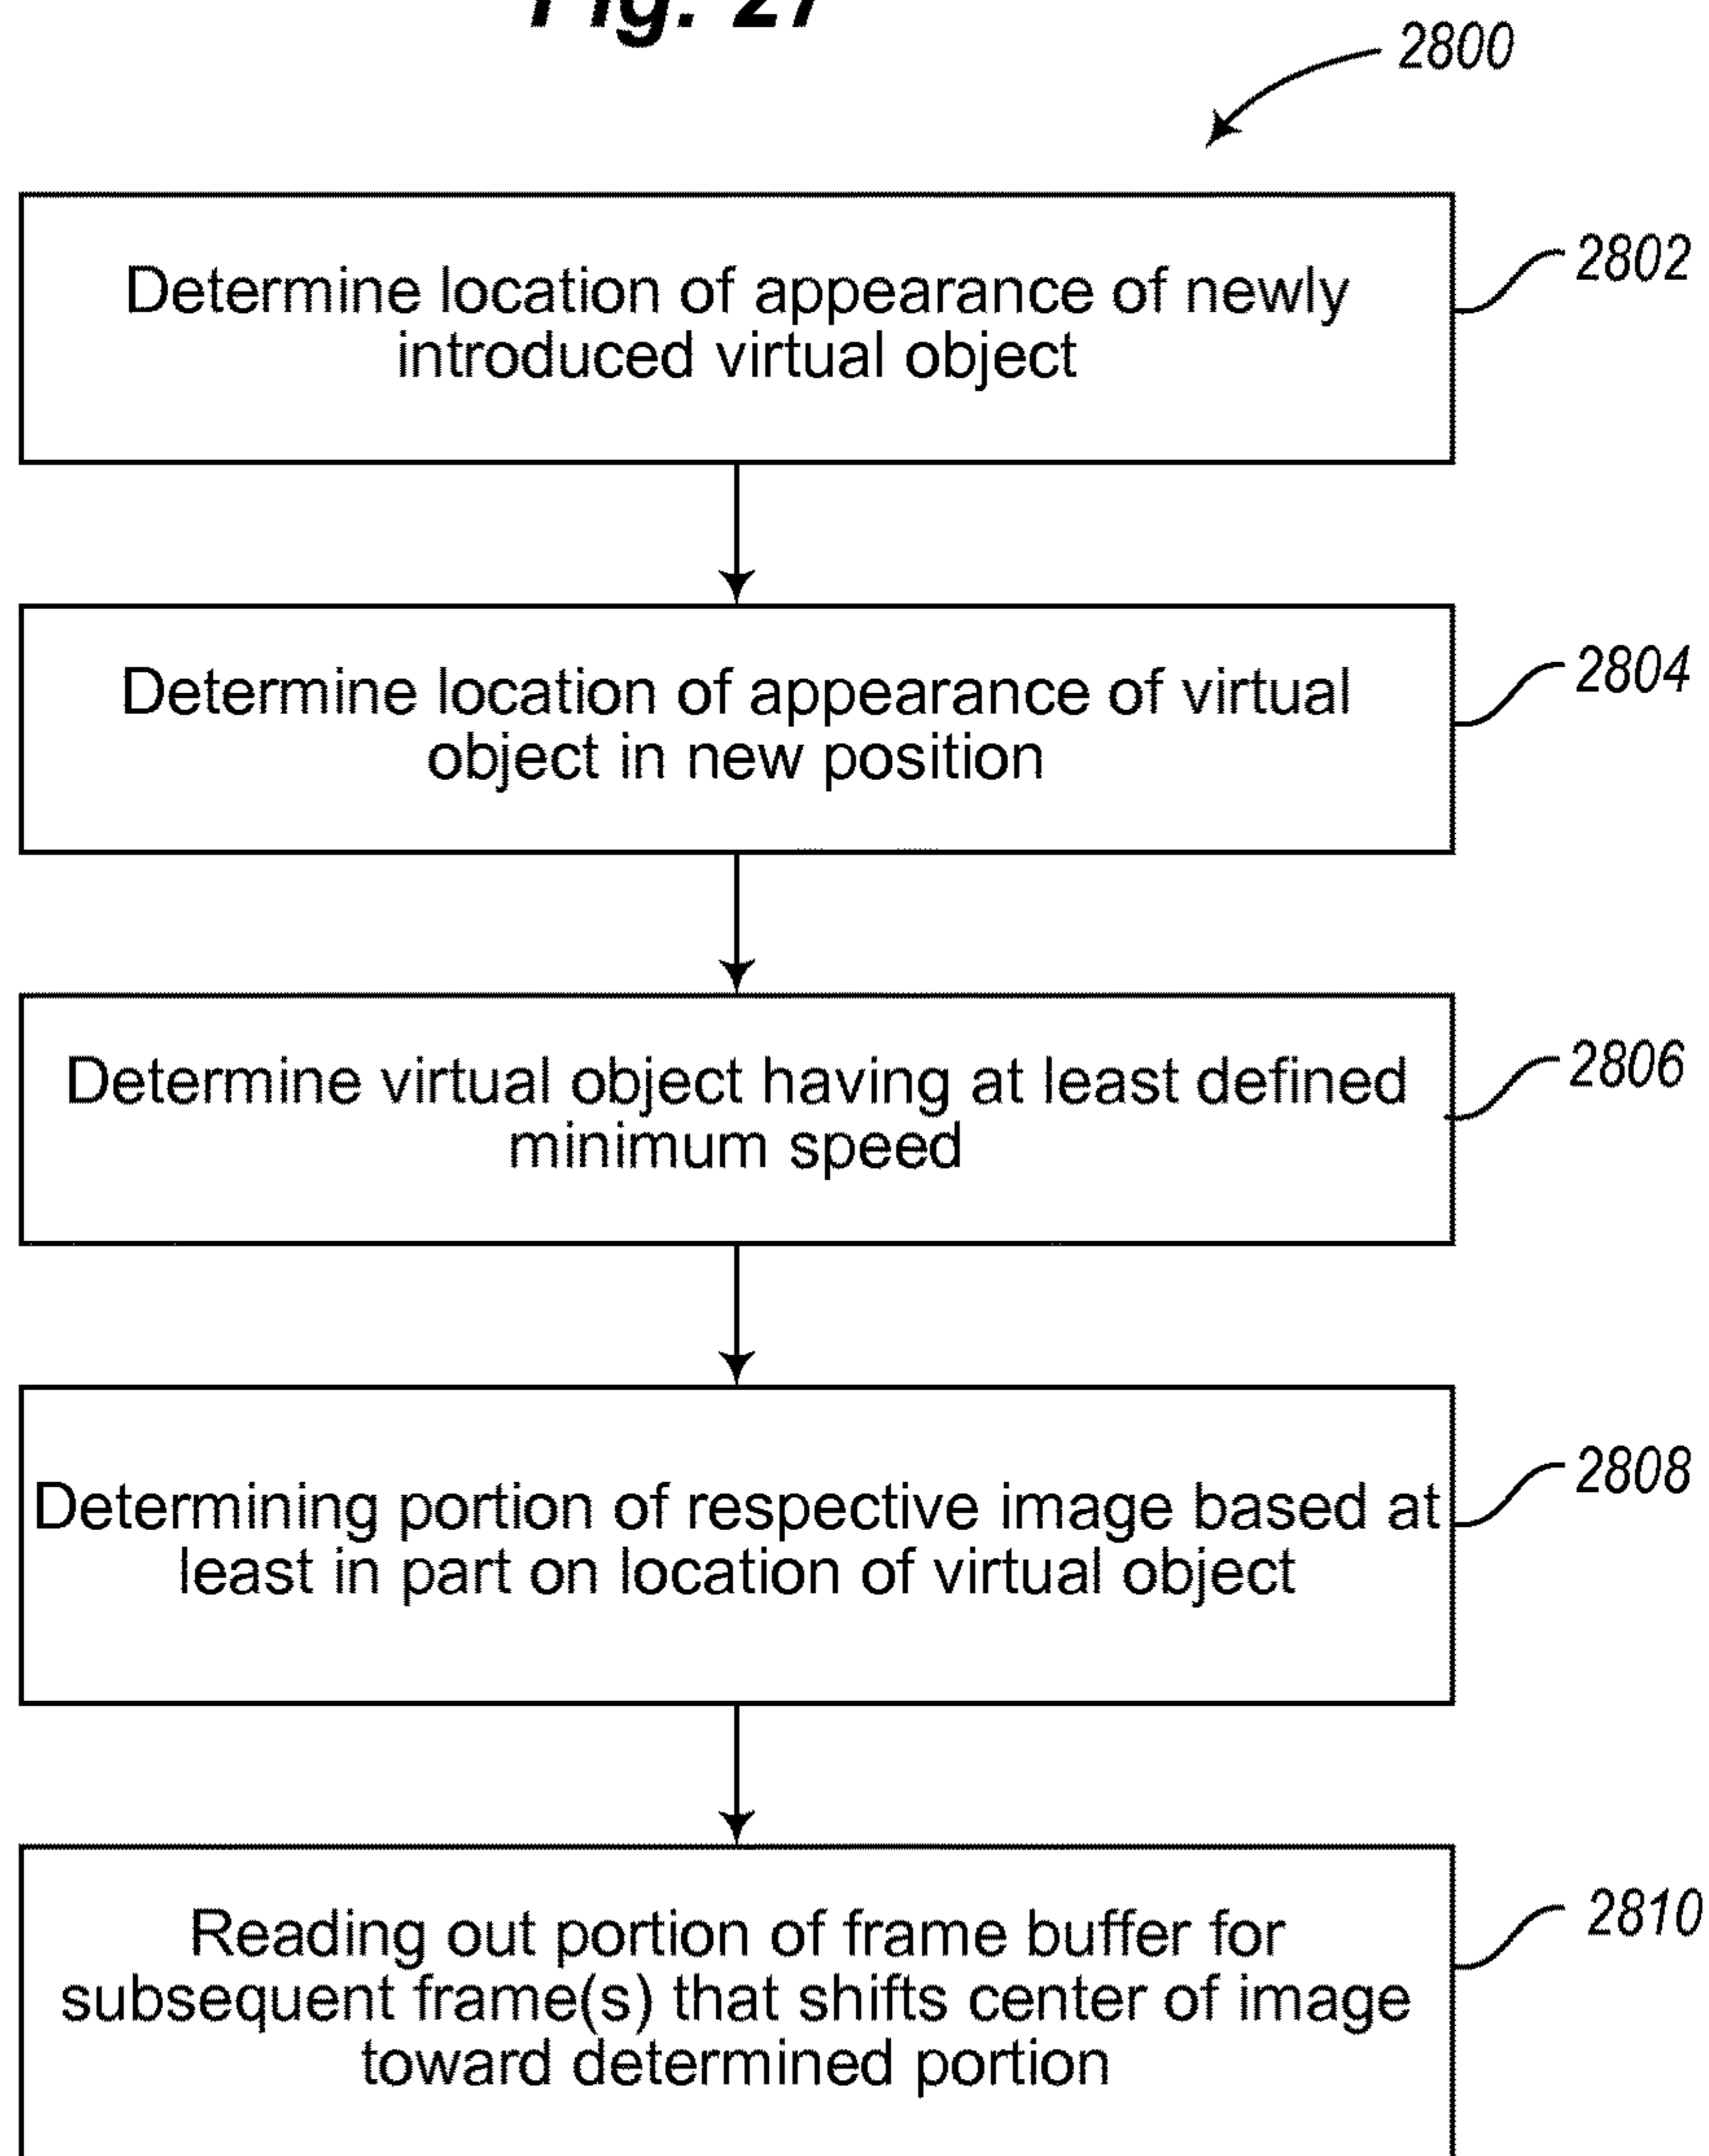 Fig. 27
2800
Determine location of appearance of newly
introduced virtual object
2802
Determine location of appearance of virtual
object in new position
2804
Determine virtual object having at least defined
minimum speed
2806
Determining portion of respective image based at
least in part on location of virtual object
2808
Reading out portion of frame buffer for
subsequent frame(s) that shifts center of image
toward determined portion
2810